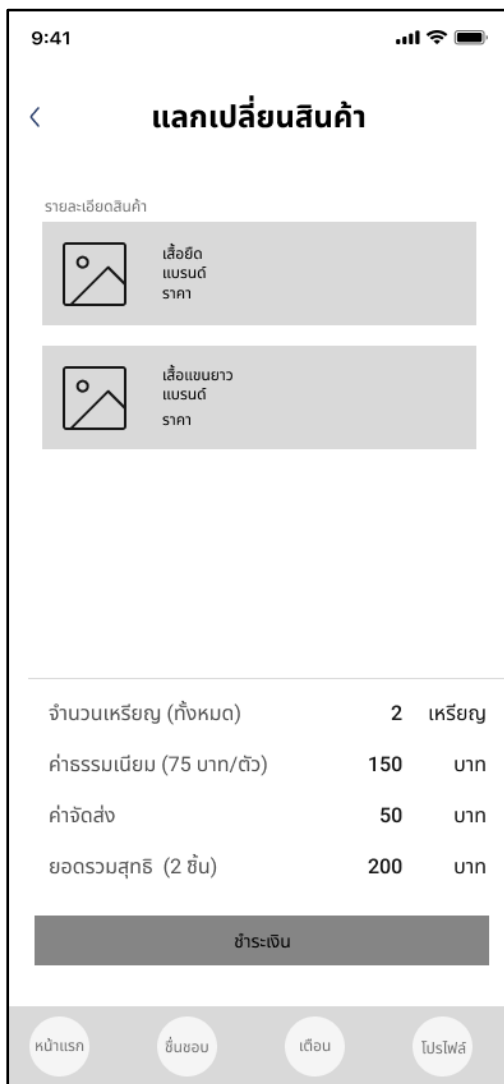 9:41
แลกเปลี่ยนสินค้า
รายละเอียดสินค้า
เสื้อยืด
แบรนด์
ราคา
เสื้อแขนยาว
แบรนด์
ราคา
จำนวนเหรียญ (ทั้งหมด) 2 เหรียญ
ค่าธรรมเนียม (75 บาท/ตัว) 150 บาท
ค่าจัดส่ง 50 บาท
ยอดรวมสุทธิ (2 ชิ้น) 200 บาท
ชำระเงิน
หน้าแรก ชื่นชอบ เตือน โปรไฟล์